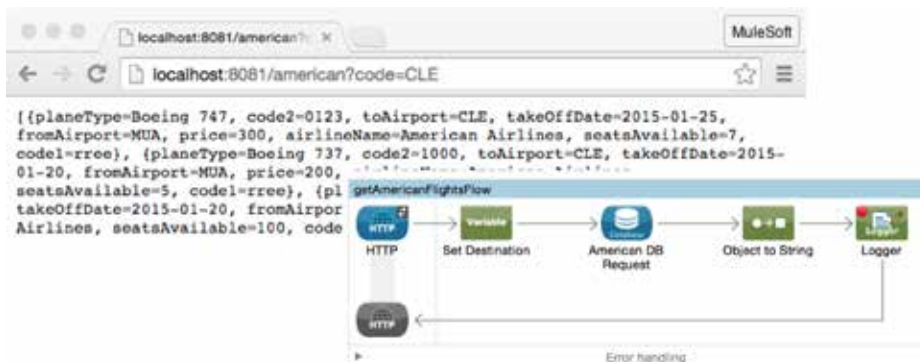 localhost:8081/american?c
MuleSoft
localhost:8081/american?code=CLE
[{planeType=Boeing 747, code2=0123, toAirport=CLE, takeOffDate=2015-01-25,
fromAirport=MUA, price=300, airlineName=American Airlines, seatsAvailable=7,
code1=rree}, {planeType=Boeing 737, code2=1000, toAirport=CLE, takeOffDate=2015-
01-20, fromAirport=MUA, price=200,
seatsAvailable=5, code1=rree}, {pl
takeOffDate=2015-01-20, fromAirpor
Airlines, seatsAvailable=100, code
getAmericanFlightsFlow
HTTP
Variable
Database
Logger
HTTP
Set Destination
American DB
Request
Object to String
Logger
HTTP
Error handling